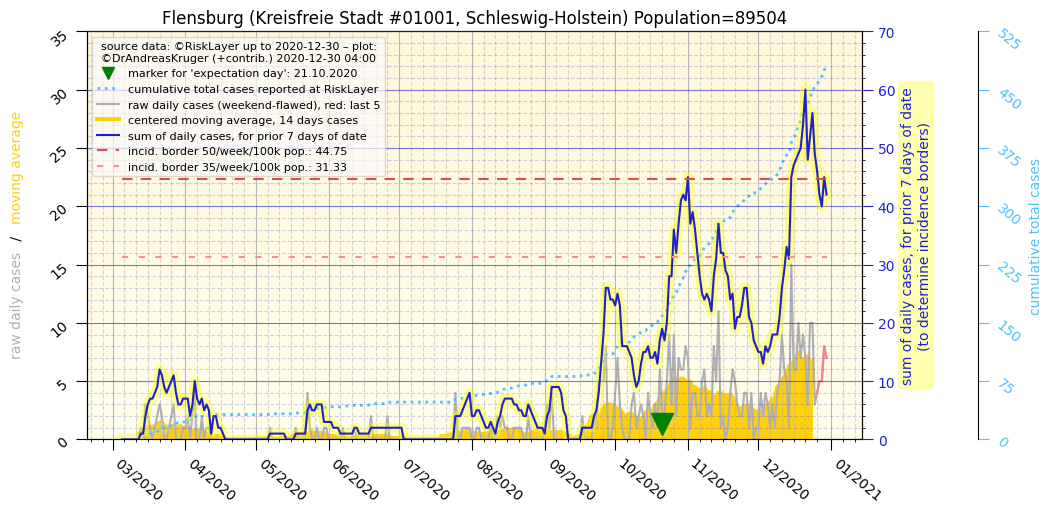 Flensburg (Kreisfreie Stadt #01001, Schleswig-Holstein) Population=89504
source data: ©RiskLayer up to 2020-12-30 – plot:
©DrAndreasKruger (+contrib.) 2020-12-30 04:00
marker for 'expectation day': 21.10.2020
cumulative total cases reported at RiskLayer
raw daily cases (weekend-flawed), red: last 5
centered moving average, 14 days case
sum of daily cases, for prior 7 days of date
incid. border 50/week/100k pop.: 44.75
incid. border 35/week/100k pop.: 31.33
raw daily cases / moving average
35
30
25
20
15
10
5
0
70
60
50
40
30
20
10
0
sum of daily cases, for prior 7 days of date
(to determine incidence borders)
525
450
375
300
225
150
75
0
cumulative total cases
03/2020
04/2020
05/2020
06/2020
07/2020
08/2020
09/2020
10/2020
11/2020
12/2020
01/2021